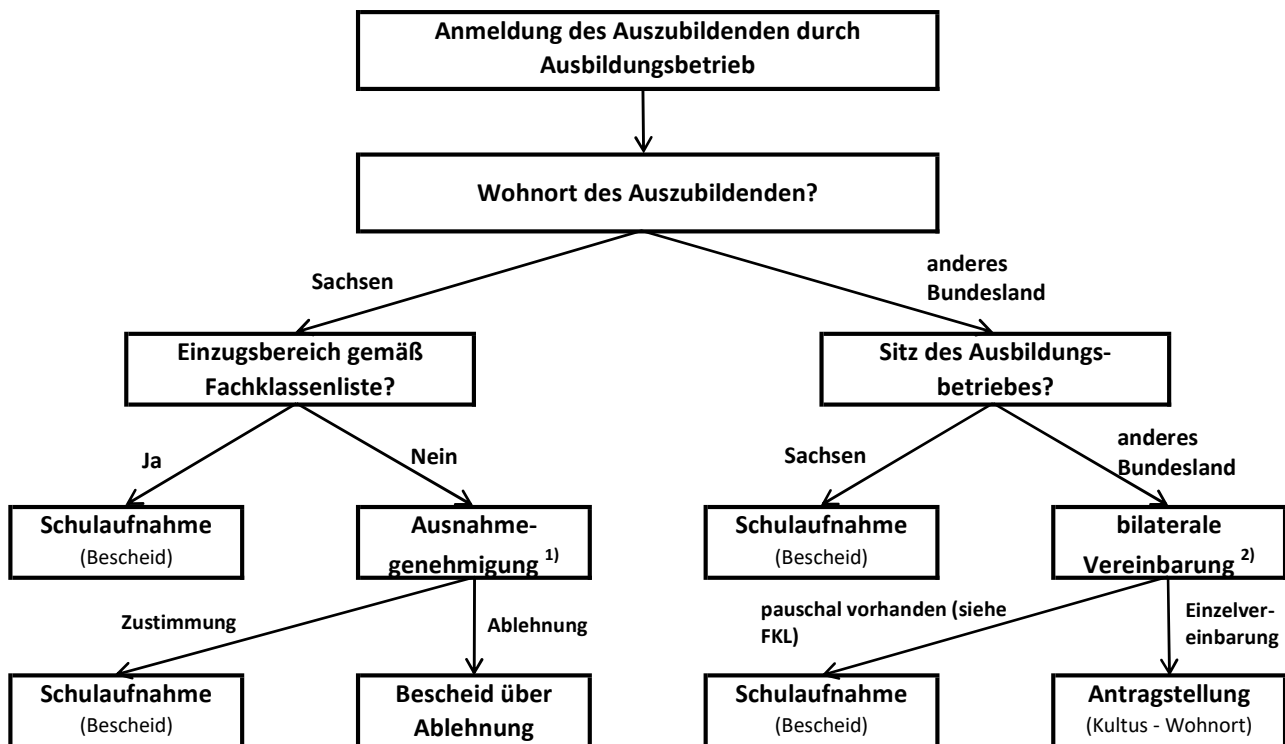 Anmeldung des Auszubildenden durch
Ausbildungsbetrieb
Wohnort des Auszubildenden?
Sachsen
anderes
Bundesland
Einzugsbereich gemäß
Fachklassenliste?
Sitz des Ausbildungs-
betriebes?
Ja
Nein
Sachsen
anderes
Bundesland
Schulaufnahme
(Bescheid)
Ausnahme-
genehmigung 1)
Schulaufnahme
(Bescheid)
bilaterale
Vereinbarung 2)
Zustimmung
Ablehnung
pauschal vorhanden (siehe
FKL)
Einzelver-
einbarung
Schulaufnahme
(Bescheid)
Bescheid über
Ablehnung
Schulaufnahme
(Bescheid)
Antragstellung
(Kultus - Wohnort)